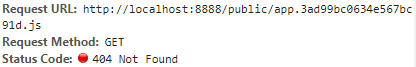 Request URL: http://localhost:8888/public/app.3ad99bc0634e567bc
91d.js
Request Method: GET
Status Code: 404 Not Found